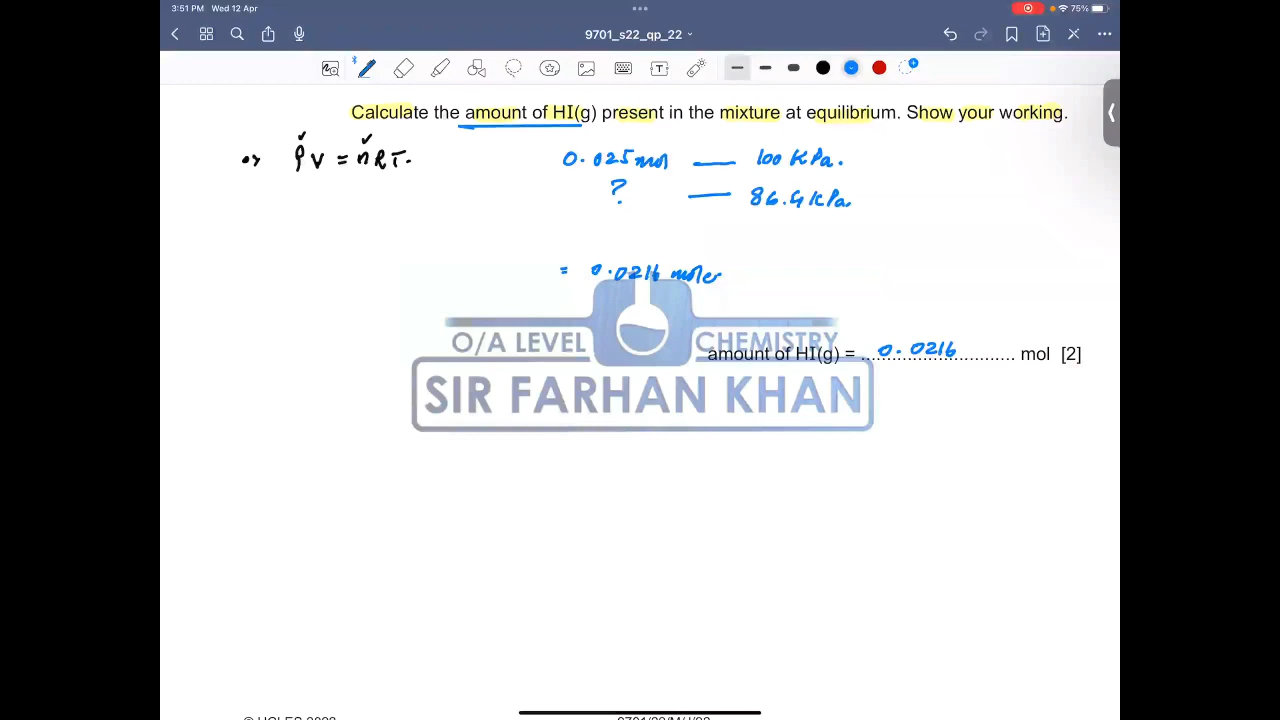 3:51 PM Wed 12 Apr
75%
9701_s22_qp_22
Calculate the amount of HI(g) present in the mixture at equilibrium. Show your working.
PV = nRT. 0.025 mol — 100 KPa.
? — 86.4 KPa.
= 0.0216 moles
O/A LEVEL CHEMISTRY
amount of HI(g) = ... 0.0216 ... mol [2]
SIR FARHAN KHAN